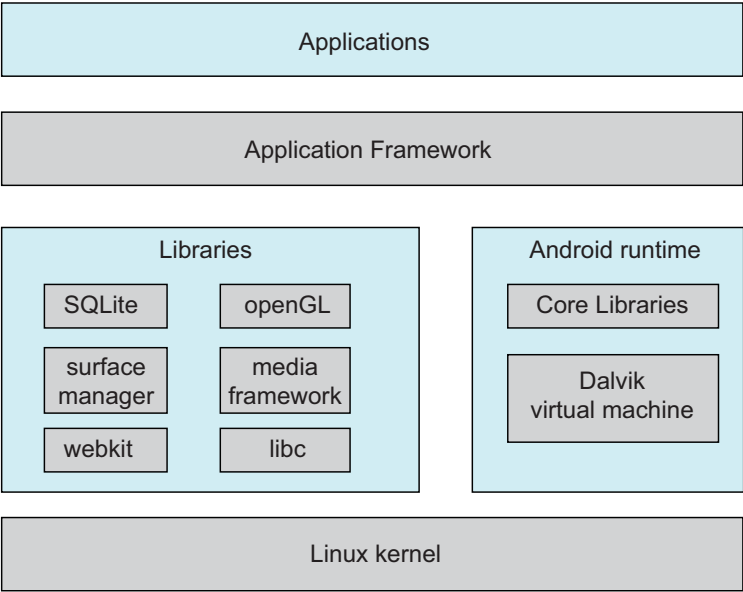 Applications
Application Framework
Libraries
SQLite
openGL
surface
manager
media
framework
webkit
libc
Android runtime
Core Libraries
Dalvik
virtual machine
Linux kernel